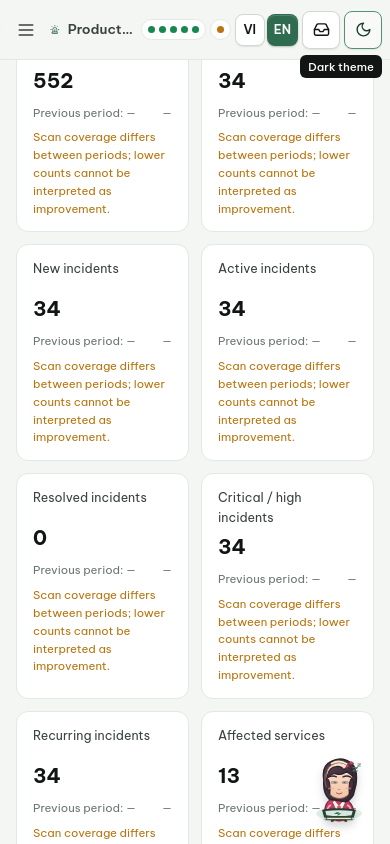 Product...
VI
EN
Dark theme
552
34
Previous period: — —
Previous period: — —
Scan coverage differs
between periods; lower
counts cannot be
interpreted as
improvement.
Scan coverage differs
between periods; lower
counts cannot be
interpreted as
improvement.
New incidents
34
Previous period: — —
Scan coverage differs
between periods; lower
counts cannot be
interpreted as
improvement.
Active incidents
34
Previous period: — —
Scan coverage differs
between periods; lower
counts cannot be
interpreted as
improvement.
Resolved incidents
0
Previous period: — —
Scan coverage differs
between periods; lower
counts cannot be
interpreted as
improvement.
Critical / high
incidents
34
Previous period: — —
Scan coverage differs
between periods; lower
counts cannot be
interpreted as
improvement.
Recurring incidents
34
Previous period: — —
Scan coverage differs
Affected services
13
Previous period: —
Scan coverage differs